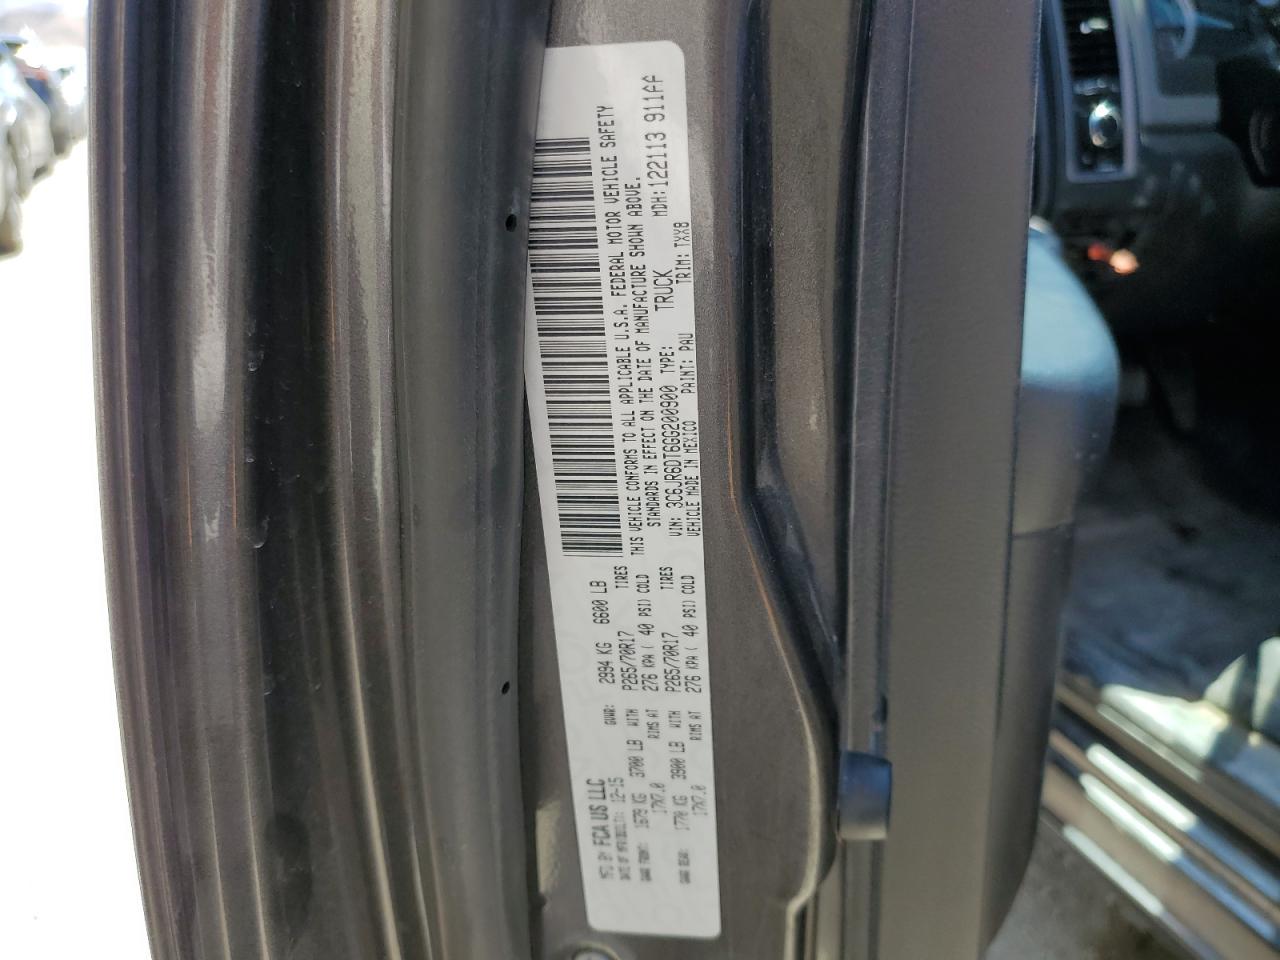 MFD BY FCA US LLC
DATE OF MFR(BUILT): 12-15 GVWR: 2994 KG 6600 LB
GAWR FRONT: 1679 KG 3700 LB WITH P265/70R17 TIRES
17X7.0 RIMS AT 276 KPA ( 40 PSI) COLD
GAWR REAR: 1770 KG 3900 LB WITH P265/70R17 TIRES
17X7.0 RIMS AT 276 KPA ( 40 PSI) COLD
THIS VEHICLE CONFORMS TO ALL APPLICABLE U.S.A. FEDERAL MOTOR VEHICLE SAFETY
STANDARDS IN EFFECT ON THE DATE OF MANUFACTURE SHOWN ABOVE.
VIN: 3C6JR6DT6GG200900 TYPE: TRUCK MDH:122113 911AA
VEHICLE MADE IN MEXICO PAINT: PAU TRIM: TXX8